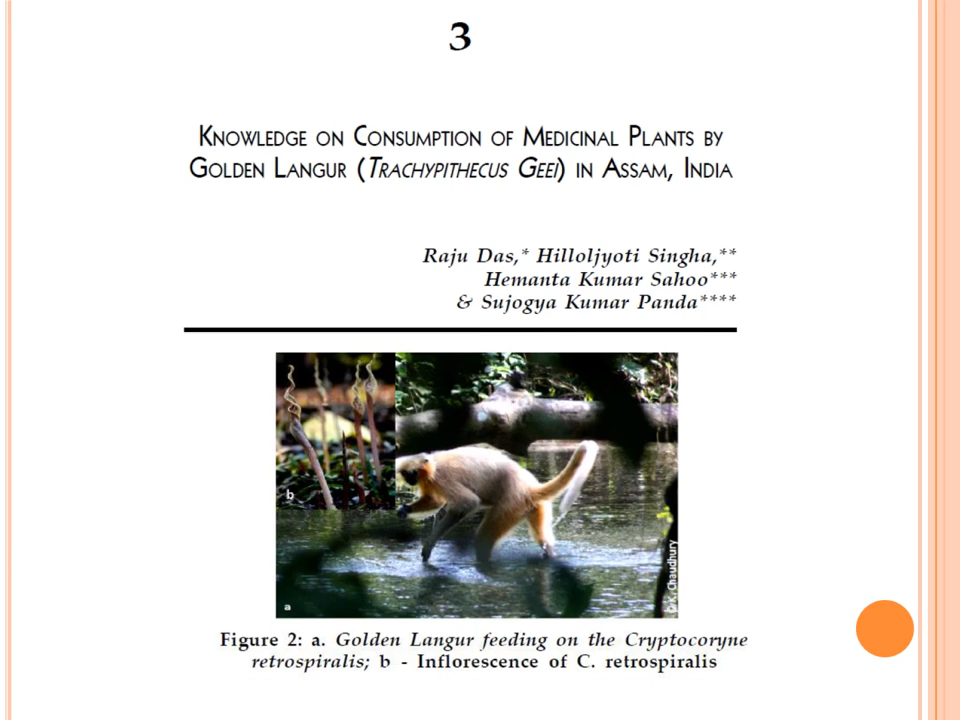 3
KNOWLEDGE ON CONSUMPTION OF MEDICINAL PLANTS BY
GOLDEN LANGUR (TRACHYPITHECUS GEEI) IN ASSAM, INDIA
Raju Das,* Hilloljyoti Singha,**
Hemanta Kumar Sahoo***
& Sujogya Kumar Panda****
b
a
© K. Chaudhury
Figure 2: a. Golden Langur feeding on the Cryptocoryne
retrospiralis; b - Inflorescence of C. retrospiralis